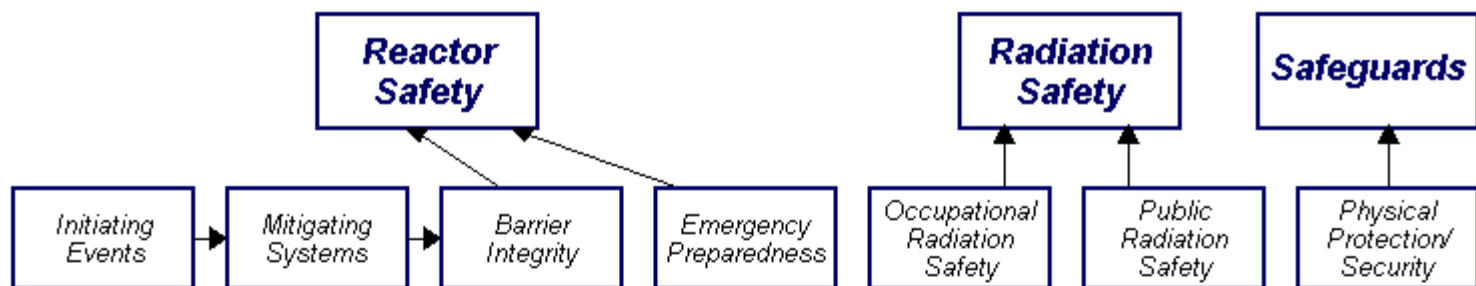 Reactor
Safety
Radiation
Safety
Safeguards
Initiating
Events
Mitigating
Systems
Barrier
Integrity
Emergency
Preparedness
Occupational
Radiation
Safety
Public
Radiation
Safety
Physical
Protection/
Security